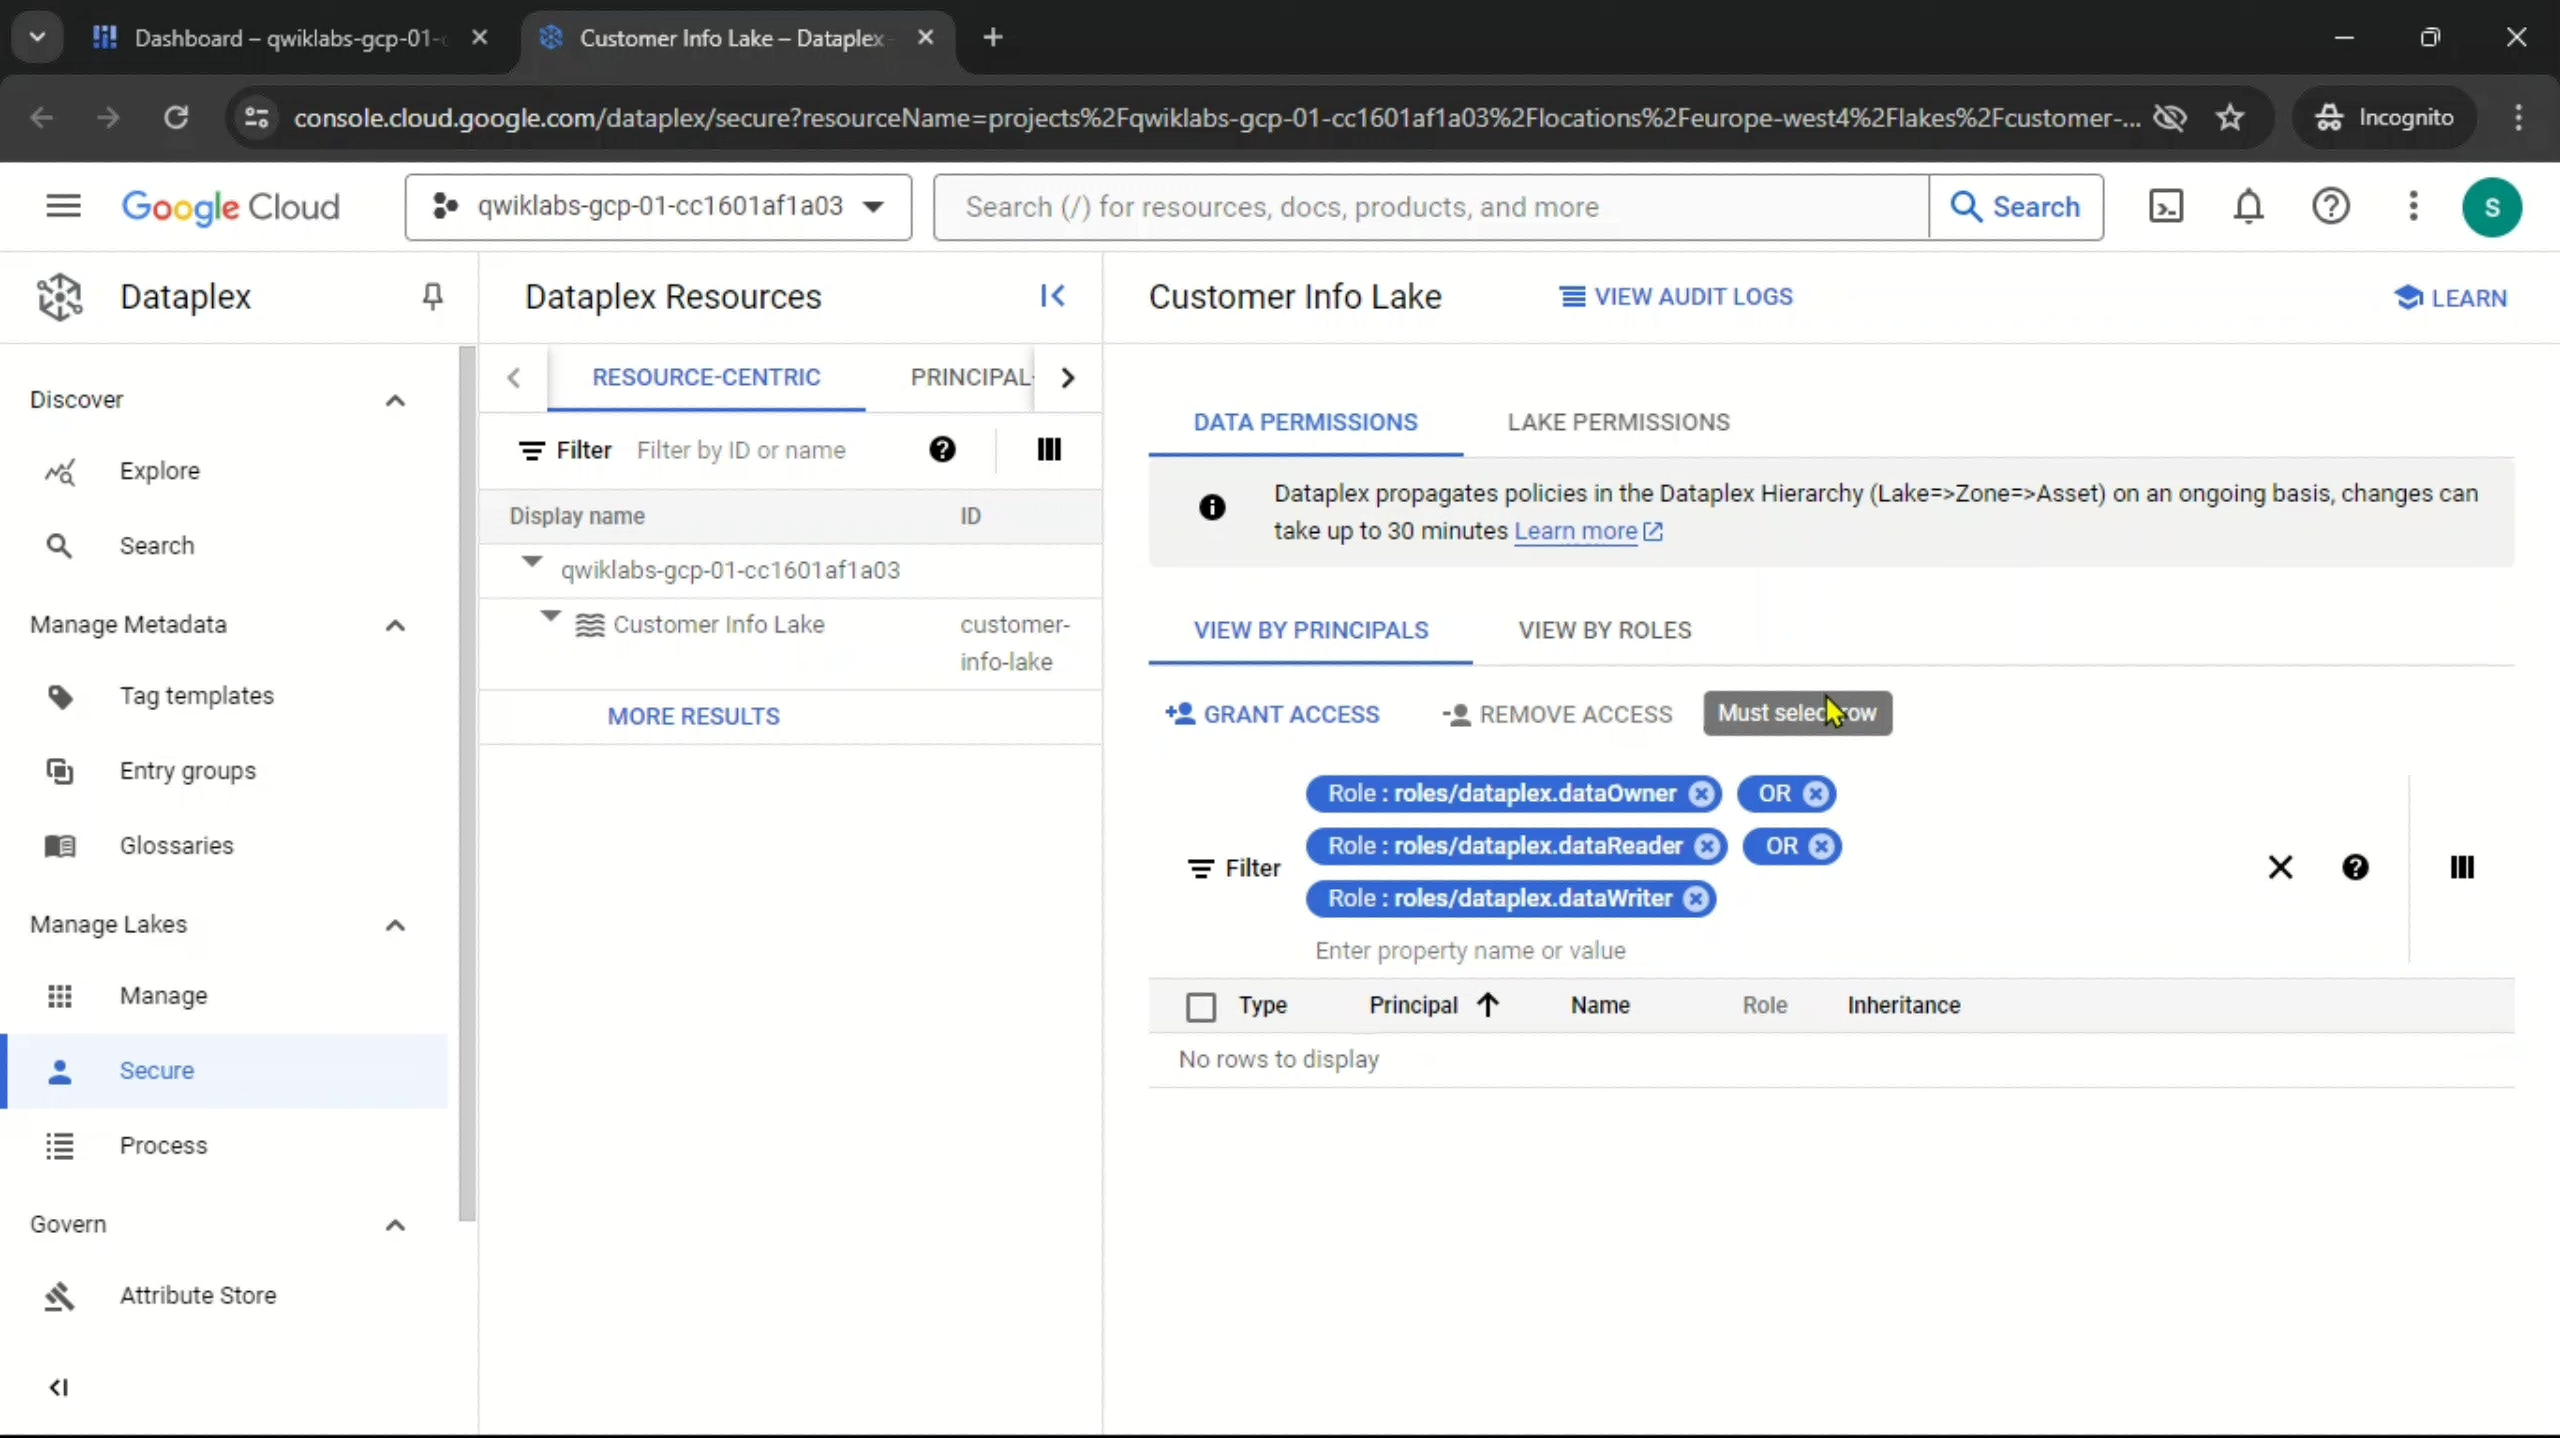 Dashboard – qwiklabs-gcp-01-
Customer Info Lake – Dataplex
console.cloud.google.com/dataplex/secure?resourceName=projects%2Fqwiklabs-gcp-01-cc1601af1a03%2Flocations%2Feurope-west4%2Flakes%2Fcustomer-...
Incognito
Google Cloud
qwiklabs-gcp-01-cc1601af1a03
Search (/) for resources, docs, products, and more
Search
S
Dataplex
Discover
Explore
Search
Manage Metadata
Tag templates
Entry groups
Glossaries
Manage Lakes
Manage
Secure
Process
Govern
Attribute Store
Dataplex Resources
RESOURCE-CENTRIC
PRINCIPAL-
Filter
Filter by ID or name
Display name
ID
qwiklabs-gcp-01-cc1601af1a03
Customer Info Lake
customer-
info-lake
MORE RESULTS
Customer Info Lake
VIEW AUDIT LOGS
LEARN
DATA PERMISSIONS
LAKE PERMISSIONS
Dataplex propagates policies in the Dataplex Hierarchy (Lake=>Zone=>Asset) on an ongoing basis, changes can
take up to 30 minutes Learn more
VIEW BY PRINCIPALS
VIEW BY ROLES
GRANT ACCESS
REMOVE ACCESS
Must select row
Filter
Role : roles/dataplex.dataOwner
OR
Role : roles/dataplex.dataReader
OR
Role : roles/dataplex.dataWriter
Enter property name or value
Type
Principal
Name
Role
Inheritance
No rows to display